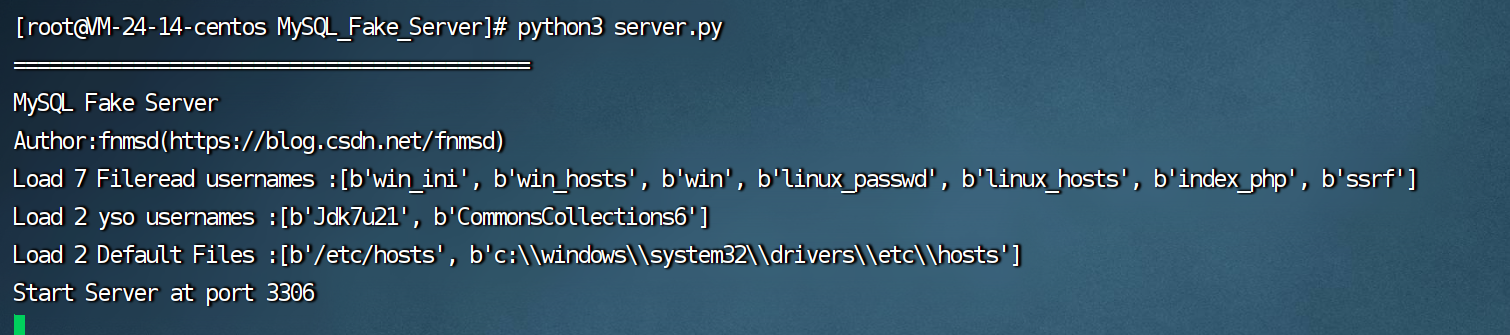 [root@VM-24-14-centos MySQL_Fake_Server]# python3 server.py
===========================================
MySQL Fake Server
Author:fnmsd(https://blog.csdn.net/fnmsd)
Load 7 Fileread usernames :[b'win_ini', b'win_hosts', b'win', b'linux_passwd', b'linux_hosts', b'index_php', b'ssrf']
Load 2 yso usernames :[b'Jdk7u21', b'CommonsCollections6']
Load 2 Default Files :[b'/etc/hosts', b'c:\\windows\\system32\\drivers\\etc\\hosts']
Start Server at port 3306